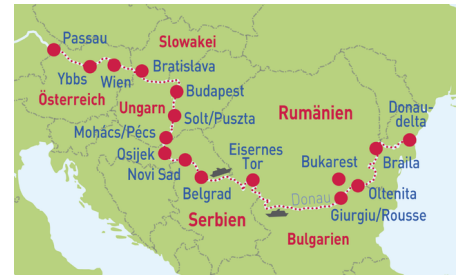 Passau
Slowakei
Bratislava
Ybbs
Wien
Österreich
Budapest
Ungarn
Solt/Puszta
Rumänien
Donau-
delta
Mohács/Pécs
Osijek
Eisernes
Tor
Bukarest
Braila
Novi Sad
Belgrad
Donau
Oltenita
Giurgiu/Rousse
Serbien
Bulgarien